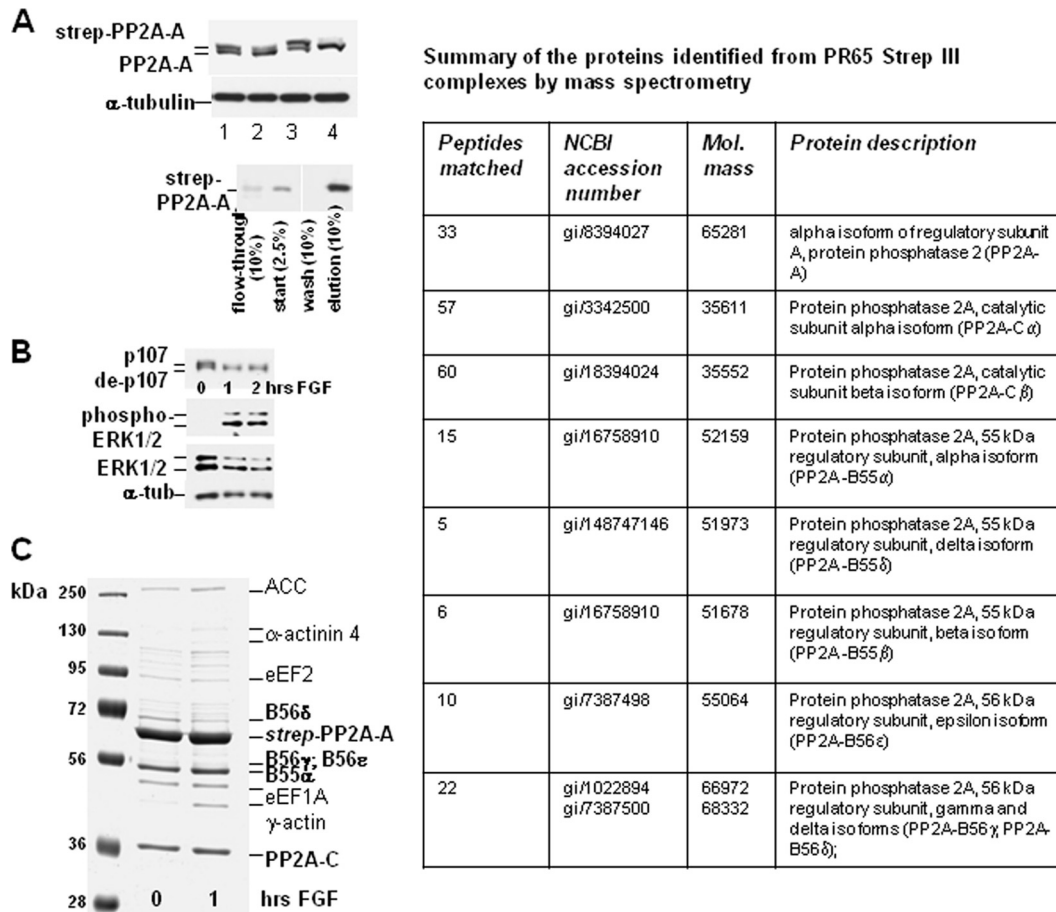 A
strep-PP2A-A
PP2A-A
α-tubulin
1 2 3 4
strep-
PP2A-A
flow-through
(10%)
start (2.5%)
wash (10%)
elution (10%)
B
p107
de-p107
0 1 2 hrs FGF
phospho-
ERK1/2
ERK1/2
α-tub
C
kDa
250
130
95
72
56
36
28
ACC
α-actinin 4
eEF2
B56δ
strep-PP2A-A
B56γ; B56ε
B55α
eEF1A
γ-actin
PP2A-C
0 1 hrs FGF
Summary of the proteins identified from PR65 Strep III
complexes by mass spectrometry
Peptides
matched
NCBI
accession
number
Mol.
mass
Protein description
33
gi/8394027
65281
alpha isoform of regulatory subunit
A, protein phosphatase 2 (PP2A-
A)
57
gi/3342500
35611
Protein phosphatase 2A, catalytic
subunit alpha isoform (PP2A-C α)
60
gi/18394024
35552
Protein phosphatase 2A, catalytic
subunit beta isoform (PP2A-C β)
15
gi/16758910
52159
Protein phosphatase 2A, 55 kDa
regulatory subunit, alpha isoform
(PP2A-B55α)
5
gi/148747146
51973
Protein phosphatase 2A, 55 kDa
regulatory subunit, delta isoform
(PP2A-B55δ)
6
gi/16758910
51678
Protein phosphatase 2A, 55 kDa
regulatory subunit, beta isoform
(PP2A-B55β)
10
gi/7387498
55064
Protein phosphatase 2A, 56 kDa
regulatory subunit, epsilon isoform
(PP2A-B56ε)
22
gi/1022894
gi/7387500
66972
68332
Protein phosphatase 2A, 56 kDa
regulatory subunit, gamma and
delta isoforms (PP2A-B56γ, PP2A-
B56δ);